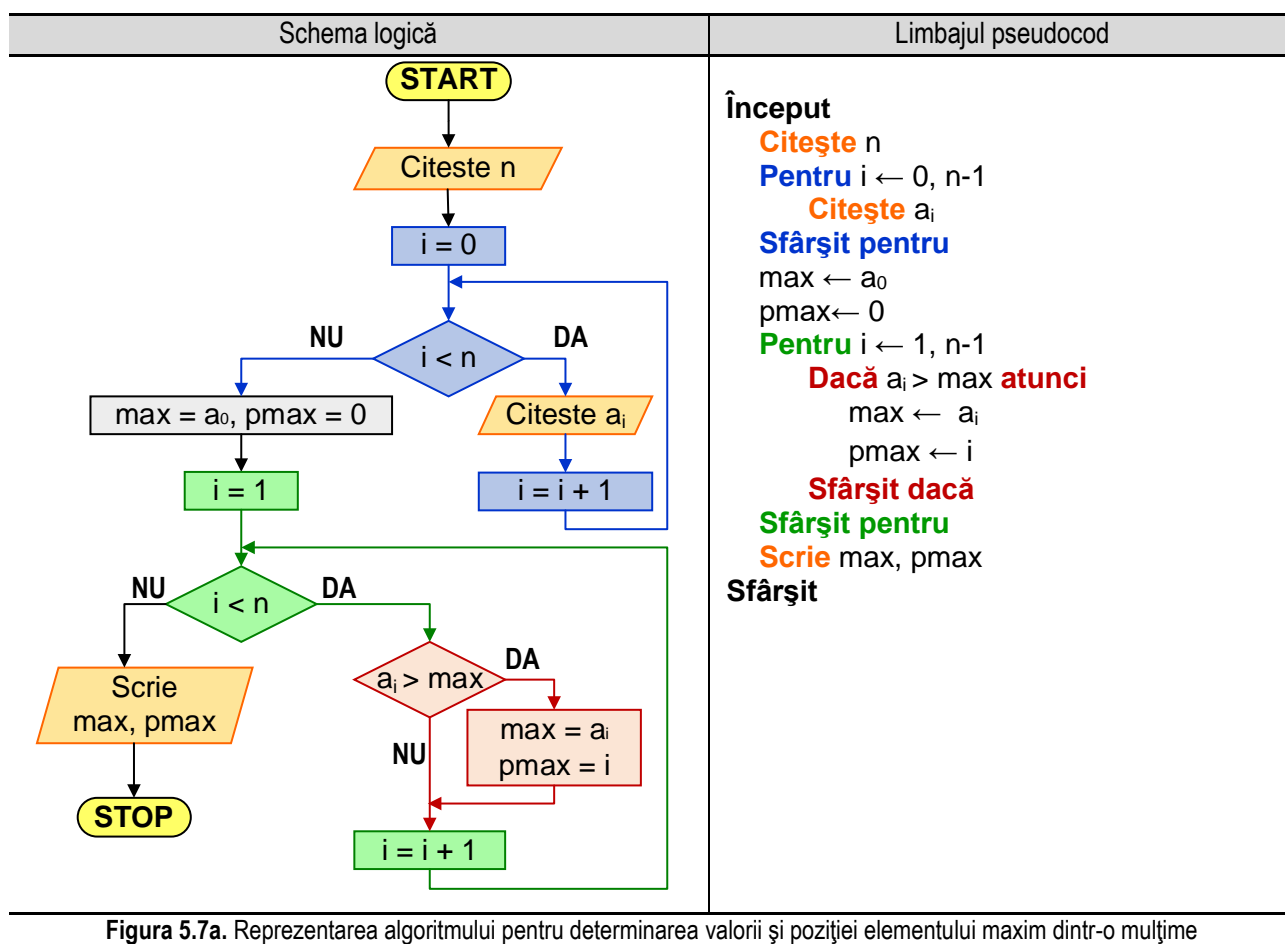 Schema logică
START
Citeste n
i = 0
NU
DA
i < n
max = a₀, pmax = 0
Citeste aᵢ
i = 1
i = i + 1
NU
DA
i < n
Scrie
max, pmax
aᵢ > max
DA
max = aᵢ
pmax = i
NU
STOP
i = i + 1
Limbajul pseudocod
Început
Citeşte n
Pentru i ← 0, n-1
Citeşte aᵢ
Sfârşit pentru
max ← a₀
pmax← 0
Pentru i ← 1, n-1
Dacă aᵢ > max atunci
max ← aᵢ
pmax ← i
Sfârşit dacă
Sfârşit pentru
Scrie max, pmax
Sfârşit
Figura 5.7a. Reprezentarea algoritmului pentru determinarea valorii şi poziţiei elementului maxim dintr-o mulţime